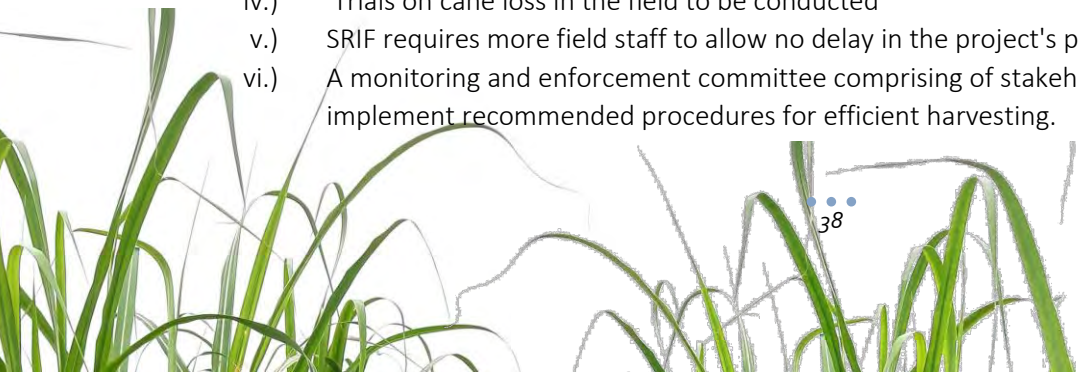 iv.) Trials on cane loss in the field to be conducted
v.) SRIF requires more field staff to allow no delay in the project's p
vi.) A monitoring and enforcement committee comprising of stakeh
implement recommended procedures for efficient harvesting.
38